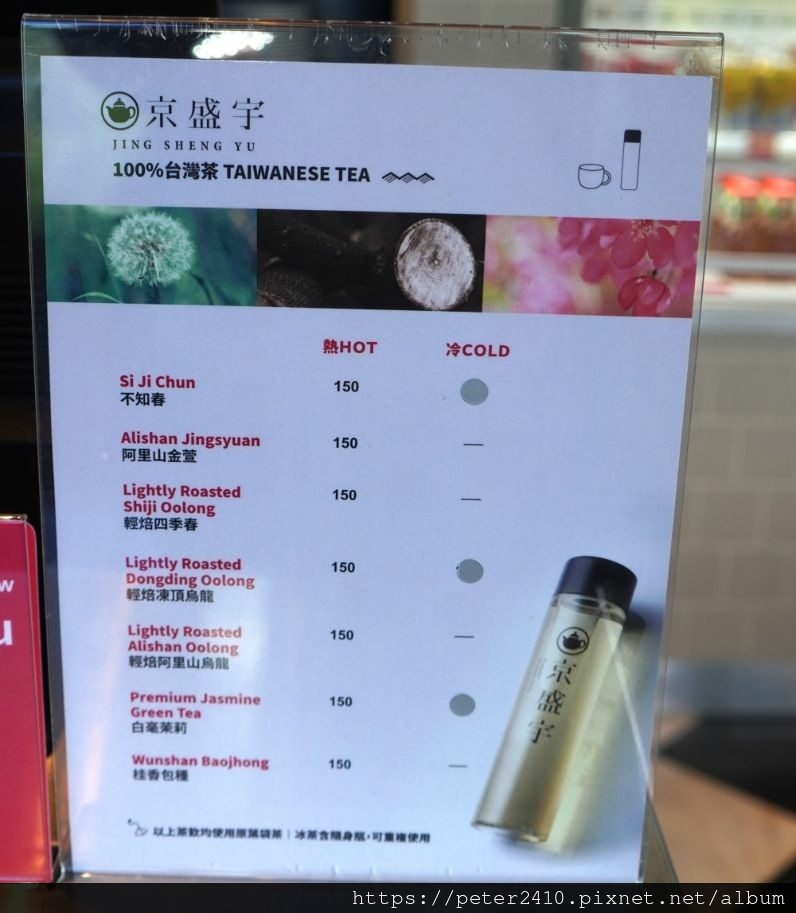 京盛宇
JING SHENG YU
100%台灣茶 TAIWANESE TEA
熱HOT 冷COLD
Si Ji Chun 150
不知春
Alishan Jingsyuan 150 —
阿里山金萱
Lightly Roasted 150 —
Shiji Oolong
輕焙四季春
Lightly Roasted 150
Dongding Oolong
輕焙凍頂烏龍
Lightly Roasted 150 —
Alishan Oolong
輕焙阿里山烏龍
Premium Jasmine 150
Green Tea
白毫茉莉
Wunshan Baojhong 150 —
桂香包種
京盛宇
以上茶飲均使用原葉袋茶｜冰茶含隨身瓶，可重複使用
w
u
https://peter2410.pixnet.net/album